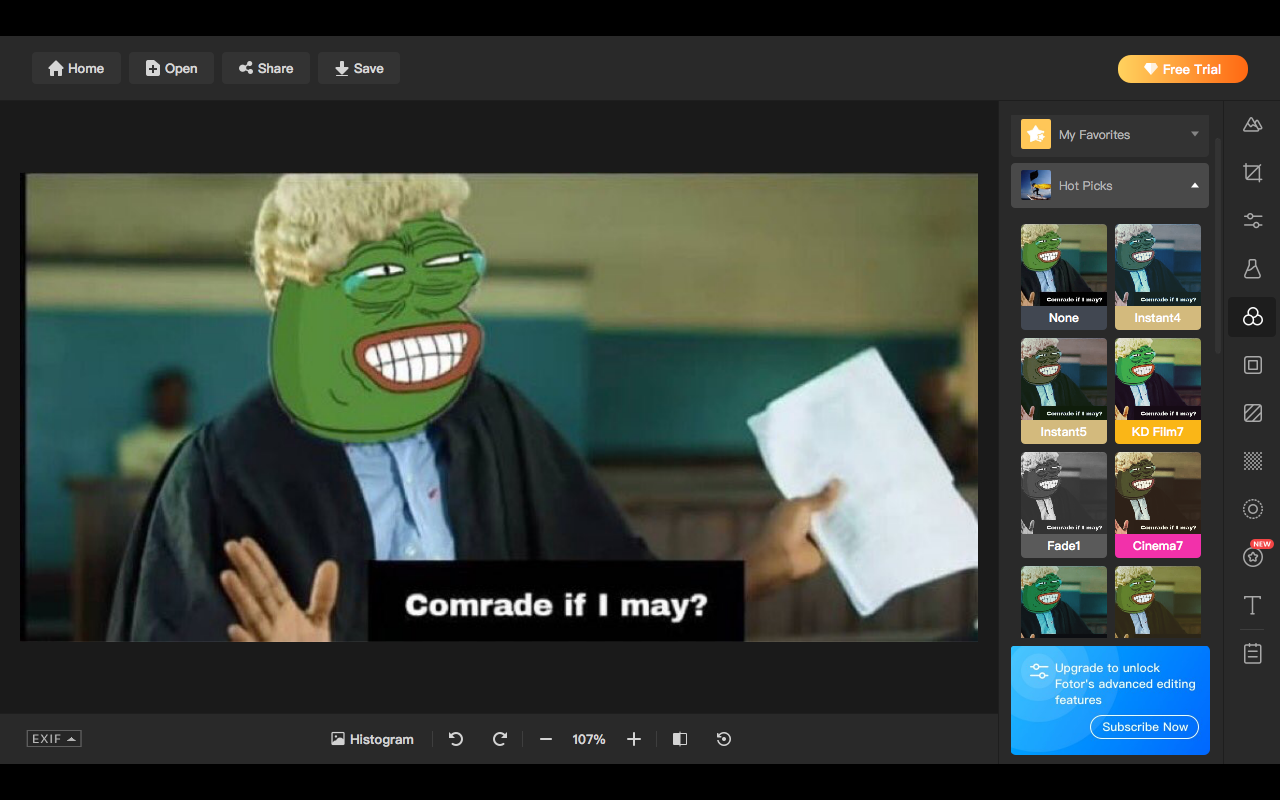 Home
Open
Share
Save
Free Trial
My Favorites
Hot Picks
Comrade if I may?
Comrade if I may?
None
Instant4
Comrade if I may?
Comrade if I may?
Instant5
KD Film7
Comrade if I may?
Comrade if I may?
Fade1
Cinema7
NEW
Comrade if I may?
Upgrade to unlock
Fotor's advanced editing
features
Subscribe Now
EXIF
Histogram
107%